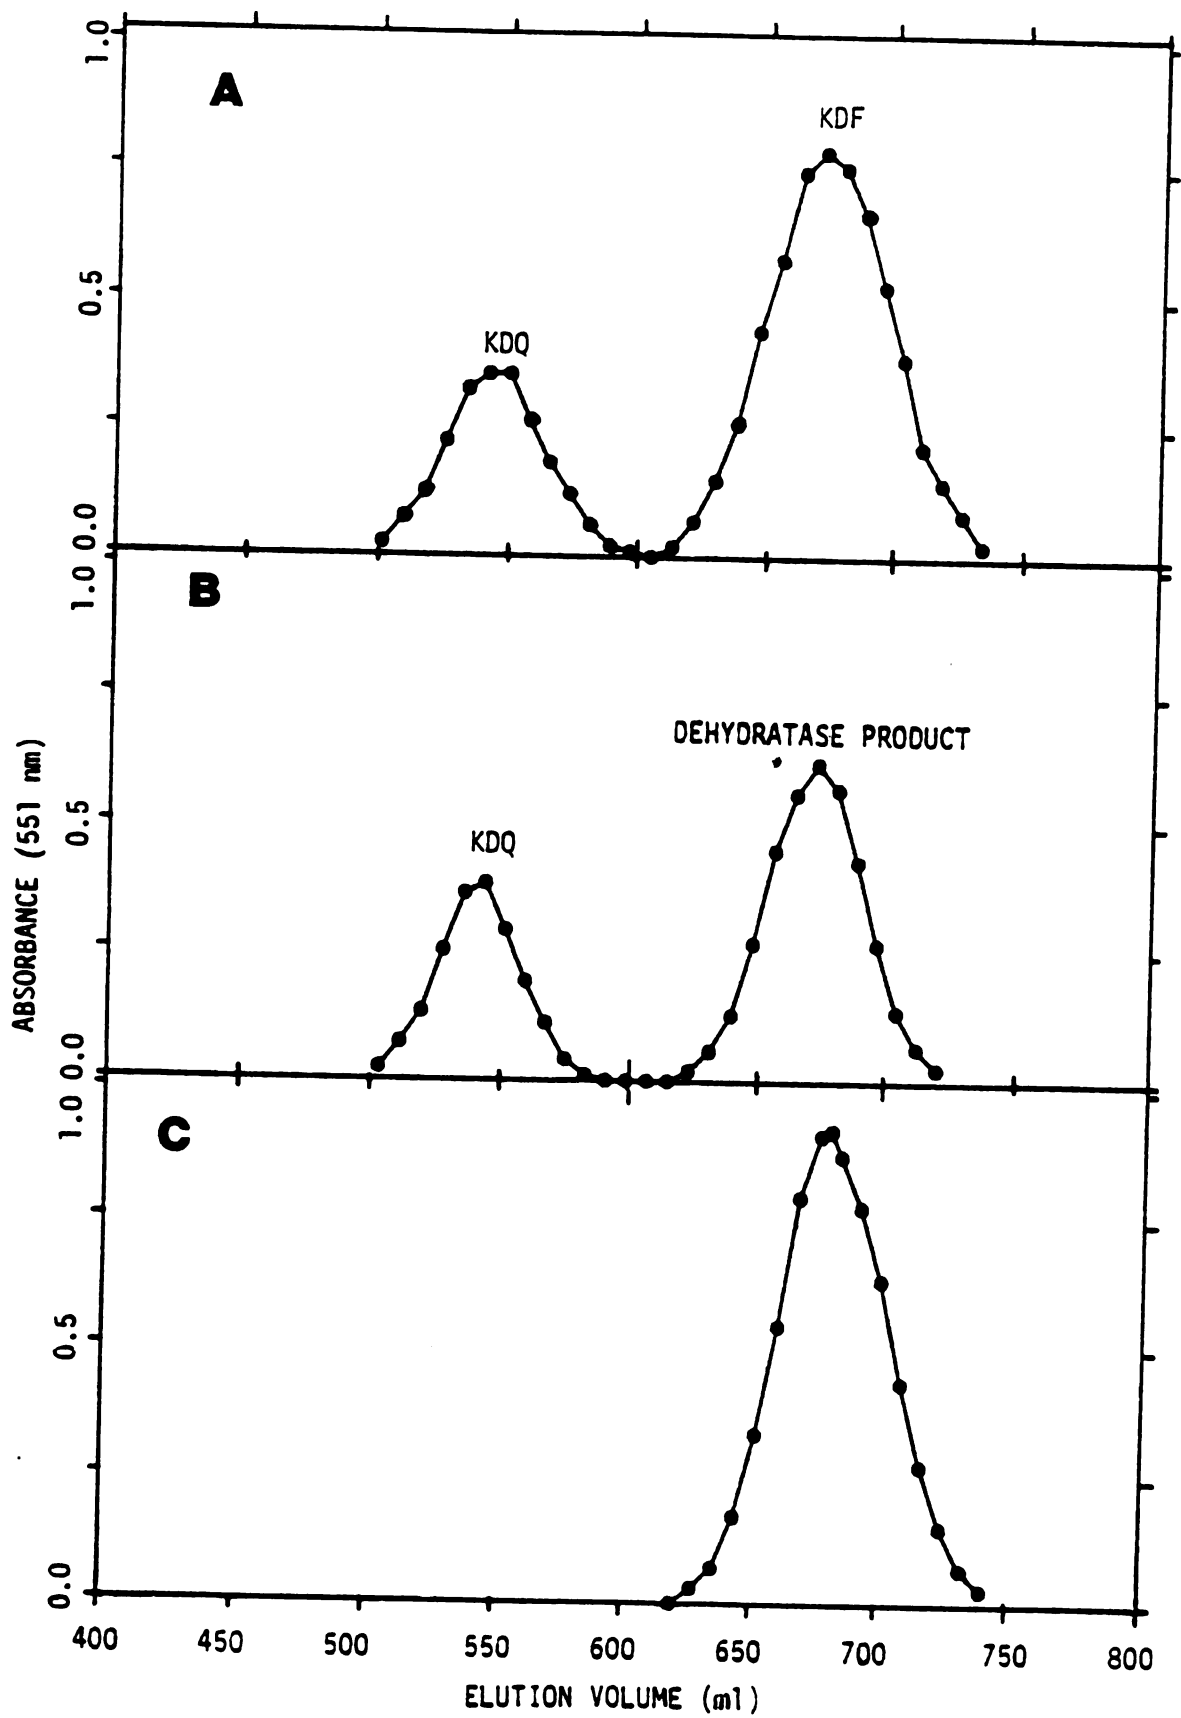 1.0
A
KDF
0.5
KDQ
0.0
1.0
B
DEHYDRATASE PRODUCT
0.5
KDQ
0.0
1.0
C
0.5
0.0
400 450 500 550 600 650 700 750 800
ELUTION VOLUME (ml)
ABSORBANCE (551 nm)